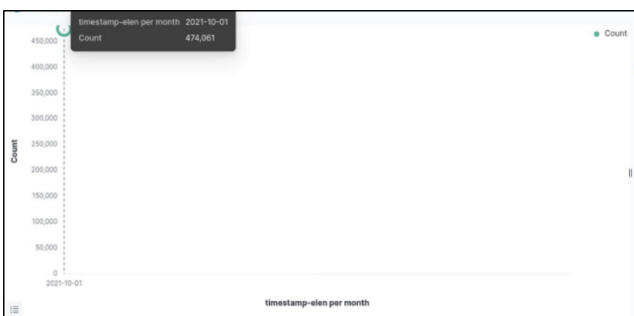 timestamp-elen per month 2021-10-01
Count 474,061
Count
450,000
400,000
350,000
300,000
250,000
200,000
150,000
100,000
50,000
0
Count
2021-10-01
timestamp-elen per month